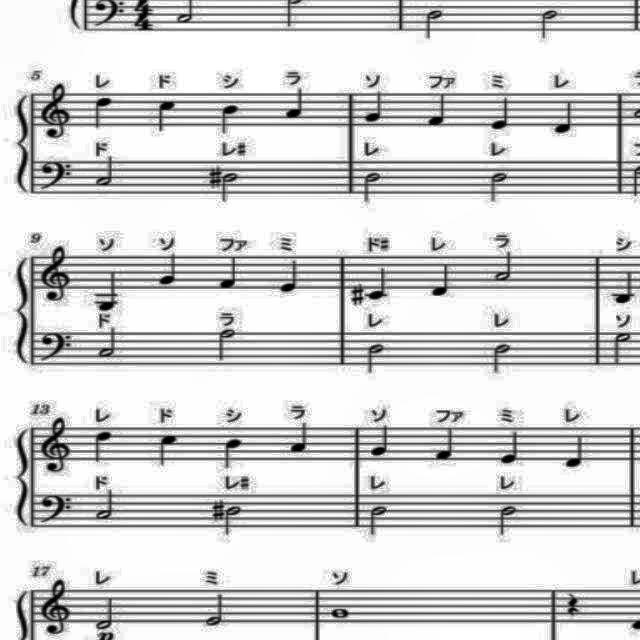 5
レ ド シ ラ ソ ファ ミ レ
ド レ# レ レ
9
ソ ソ ファ ミ ド# レ ラ シ
ド ラ レ レ ソ
13
レ ド シ ラ ソ ファ ミ レ
ド レ# レ レ
17
レ ミ ソ